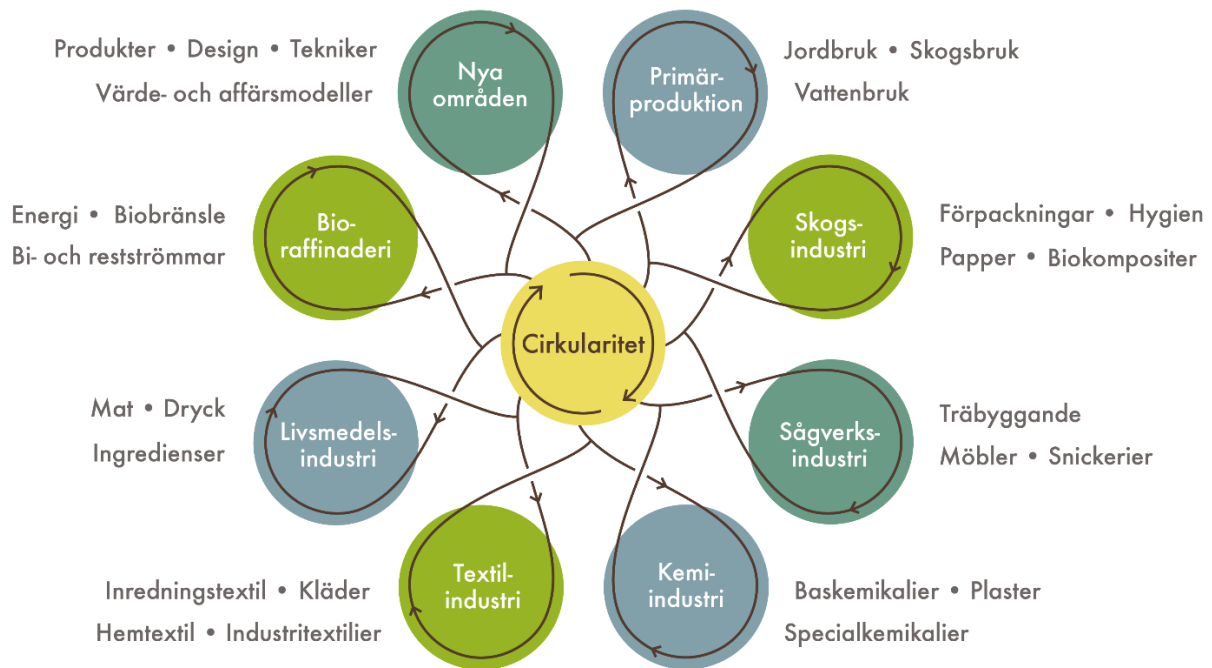 Produkter • Design • Tekniker
Värde- och affärsmodeller
Nya
områden
Primär-
produktion
Jordbruk • Skogsbruk
Vattenbruk
Energi • Biobränsle
Bi- och restströmmar
Bio-
raffinaderi
Skogs-
industri
Förpackningar • Hygien
Papper • Biokompositer
Cirkularitet
Mat • Dryck
Ingredienser
Livsmedels-
industri
Sågverks-
industri
Träbyggande
Möbler • Snickerier
Inredningstextil • Kläder
Hemtextil • Industritextilier
Textil-
industri
Kemi-
industri
Baskemikalier • Plaster
Specialkemikalier